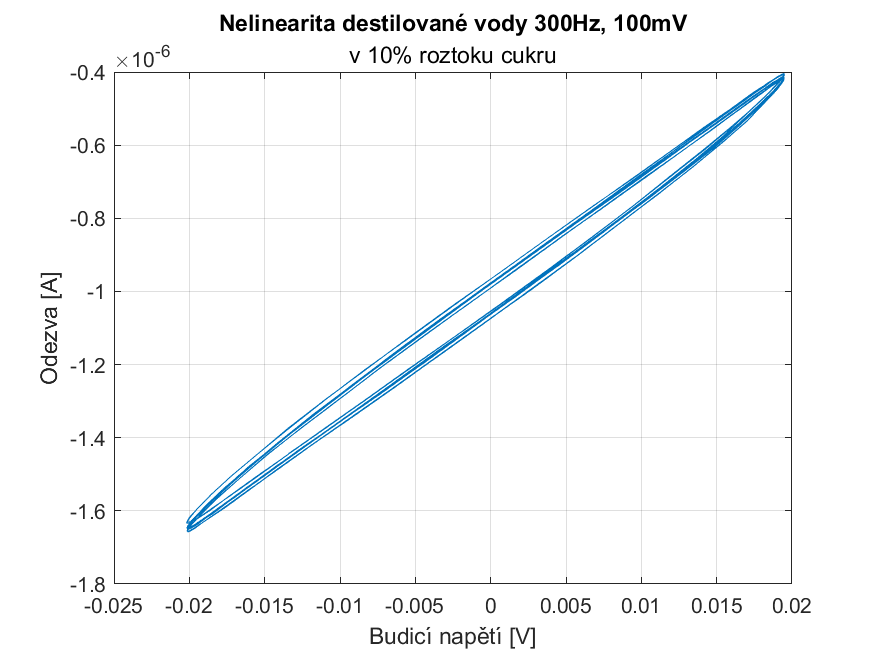 Nelinearita destilované vody 300Hz, 100mV
v 10% roztoku cukru
×10-6
-0.4
-0.6
-0.8
-1
-1.2
-1.4
-1.6
-1.8
-0.025 -0.02 -0.015 -0.01 -0.005 0 0.005 0.01 0.015 0.02
Odezva [A]
Budicí napětí [V]